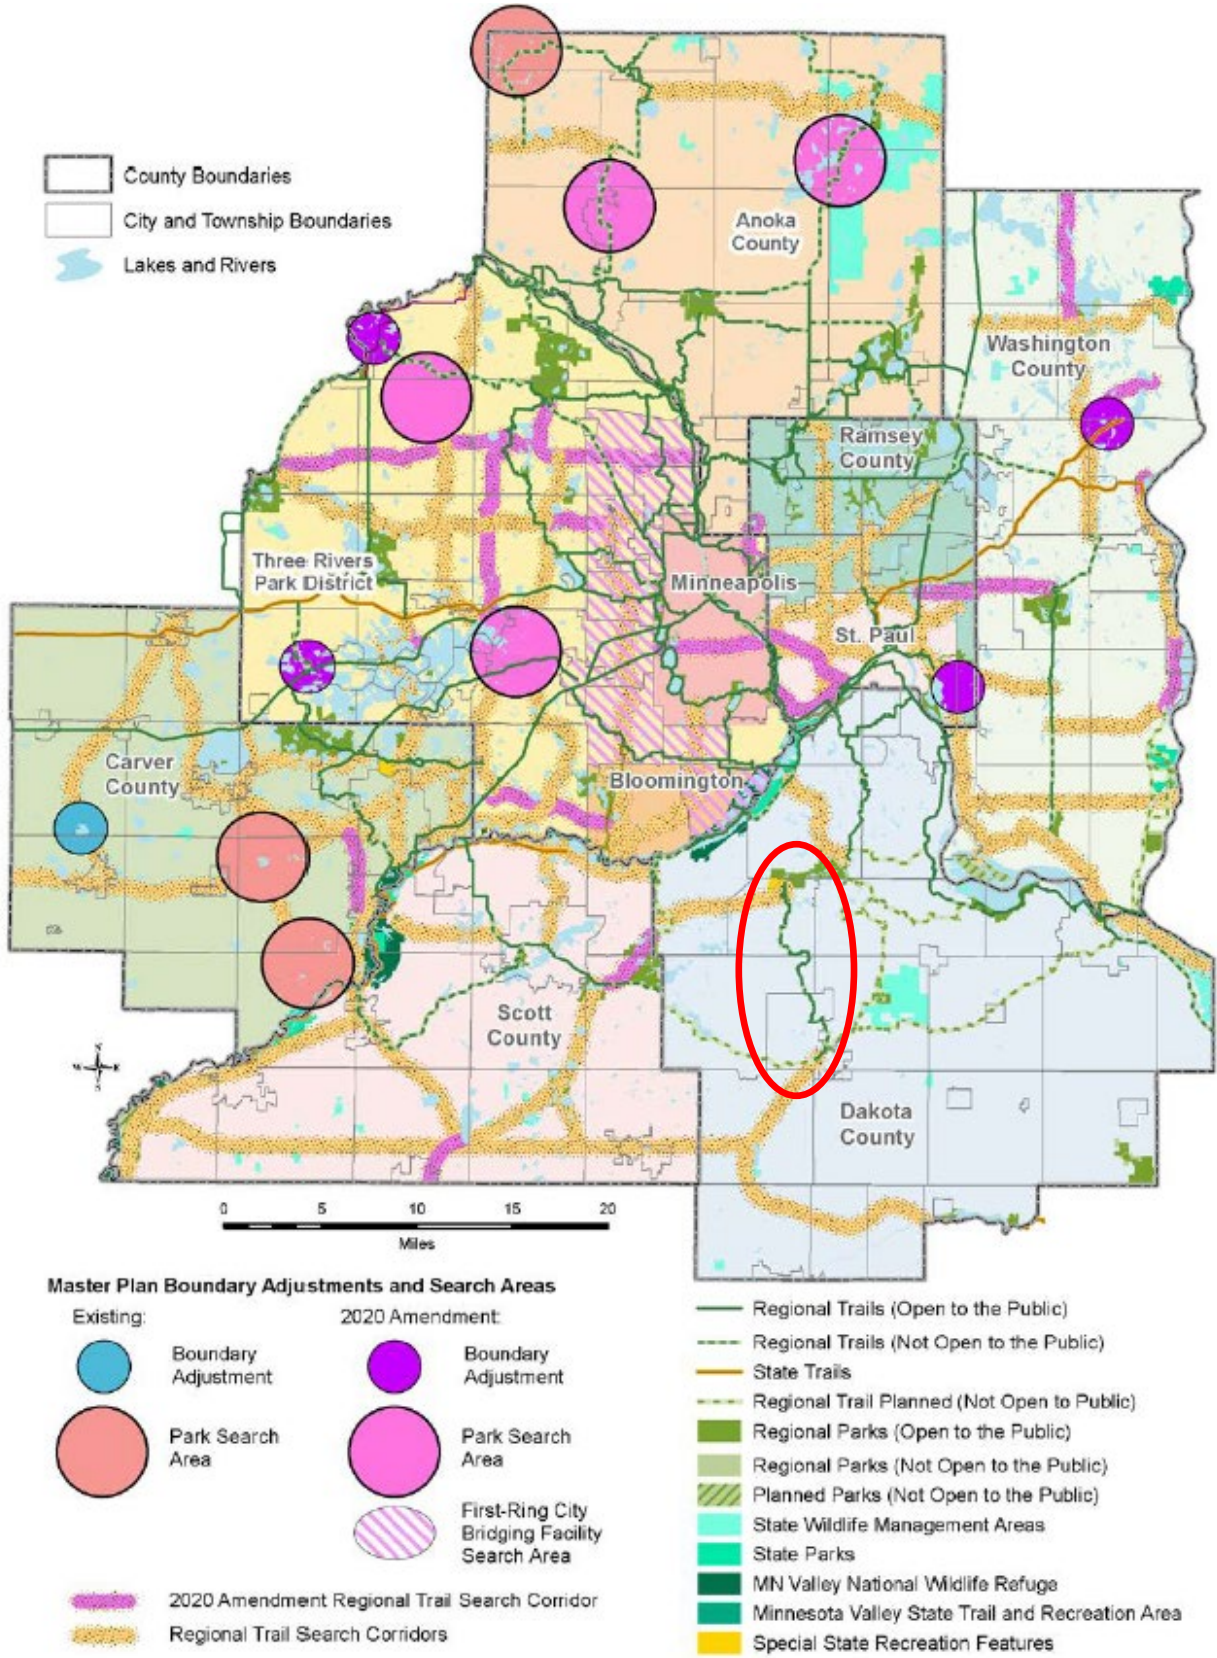 County Boundaries
City and Township Boundaries
Lakes and Rivers
Anoka
County
Washington
County
Ramsey
County
Three Rivers
Park District
Minneapolis
St. Paul
Carver
County
Bloomington
Scott
County
Dakota
County
N
W
E
S
0 5 10 15 20
Miles
Master Plan Boundary Adjustments and Search Areas
Existing:
Boundary
Adjustment
Park Search
Area
2020 Amendment:
Boundary
Adjustment
Park Search
Area
First-Ring City
Bridging Facility
Search Area
2020 Amendment Regional Trail Search Corridor
Regional Trail Search Corridors
Regional Trails (Open to the Public)
Regional Trails (Not Open to the Public)
State Trails
Regional Trail Planned (Not Open to Public)
Regional Parks (Open to the Public)
Regional Parks (Not Open to the Public)
Planned Parks (Not Open to the Public)
State Wildlife Management Areas
State Parks
MN Valley National Wildlife Refuge
Minnesota Valley State Trail and Recreation Area
Special State Recreation Features